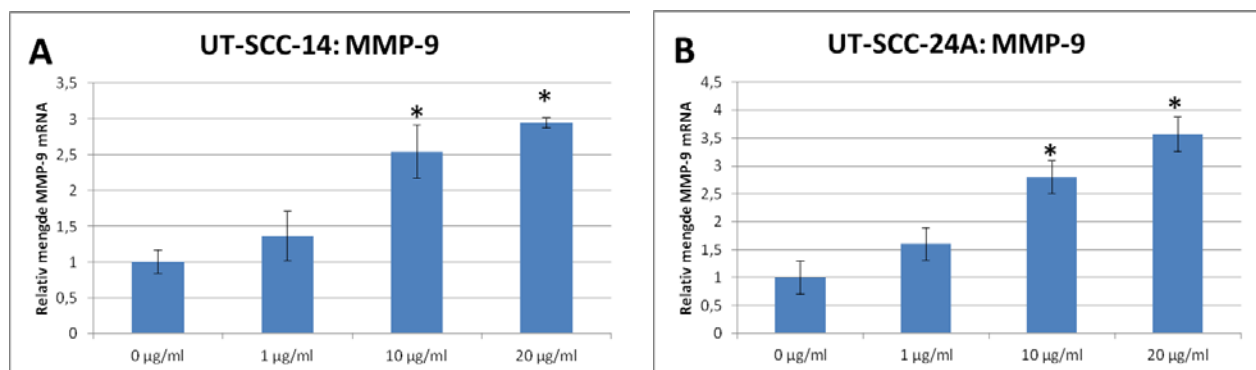 A
UT-SCC-14: MMP-9
Relativ mengde MMP-9 mRNA
3,5
3
2,5
2
1,5
1
0,5
0
*
*
0 µg/ml
1 µg/ml
10 µg/ml
20 µg/ml
B
UT-SCC-24A: MMP-9
Relativ mengde MMP-9 mRNA
4,5
4
3,5
3
2,5
2
1,5
1
0,5
0
*
*
0 µg/ml
1 µg/ml
10 µg/ml
20 µg/ml